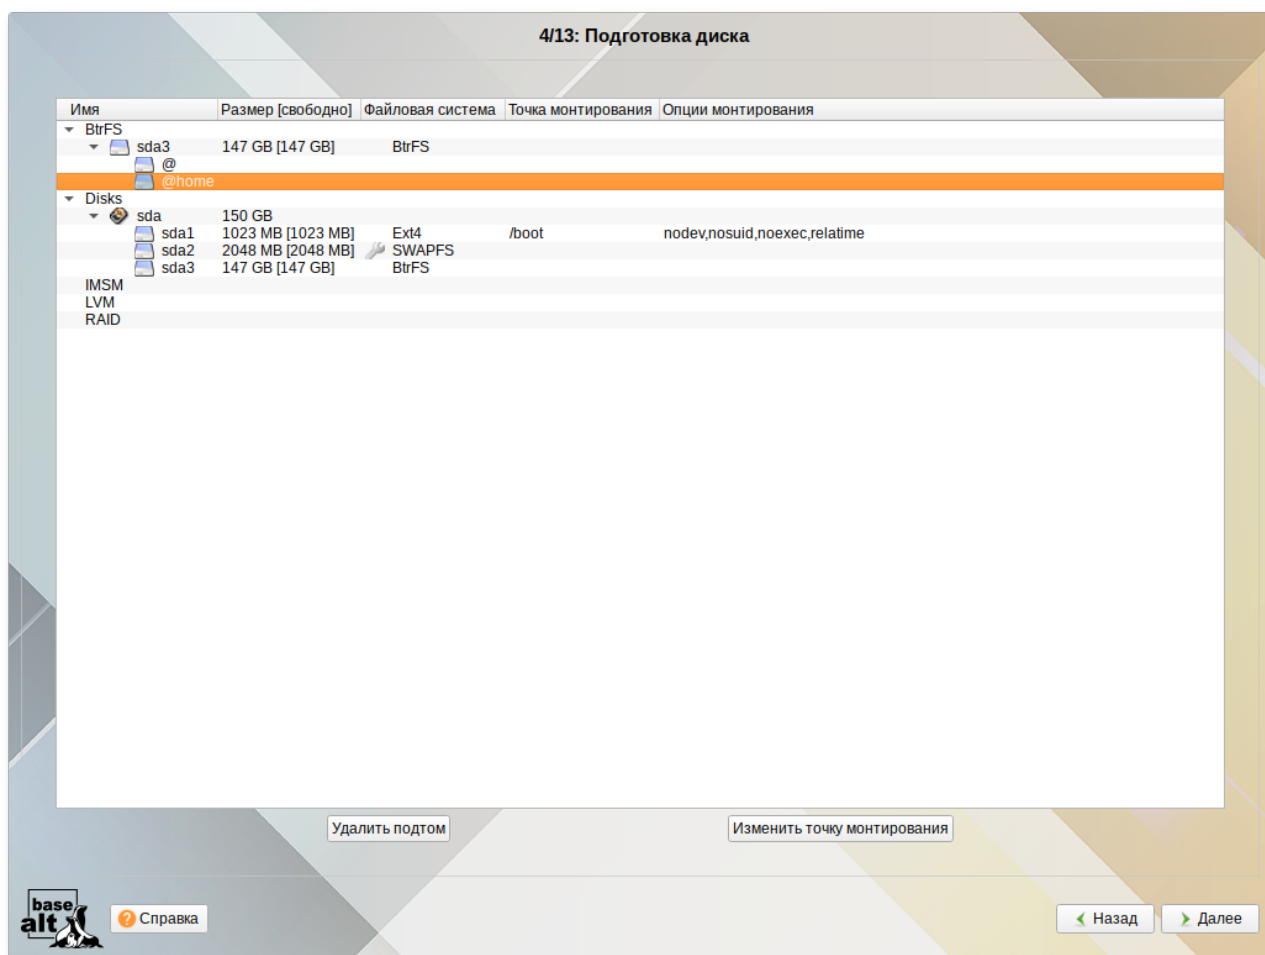 4/13: Подготовка диска
Имя Размер [свободно] Файловая система Точка монтирования Опции монтирования
BtrFS
sda3 147 GB [147 GB] BtrFS
@
@home
Disks
sda 150 GB
sda1 1023 MB [1023 MB] Ext4 /boot nodev,nosuid,noexec,relatime
sda2 2048 MB [2048 MB] SWAPFS
sda3 147 GB [147 GB] BtrFS
IMSM
LVM
RAID
Удалить подтом Изменить точку монтирования
base
alt
Справка Назад Далее